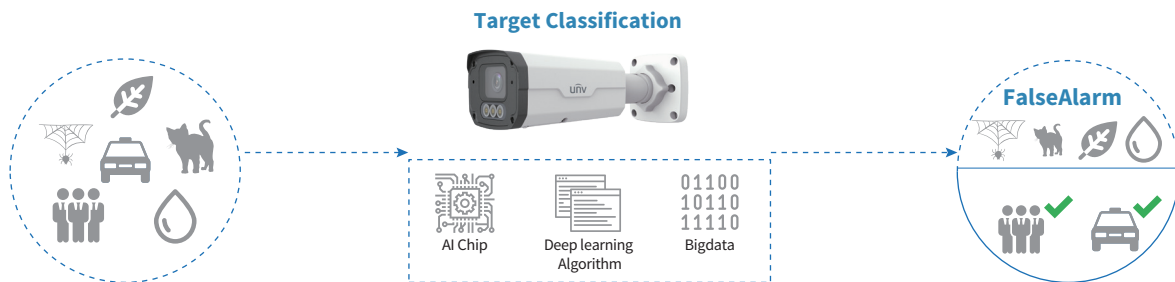 Target Classification
unv
FalseAlarm
01100
10110
11110
AI Chip
Deep learning
Algorithm
Bigdata